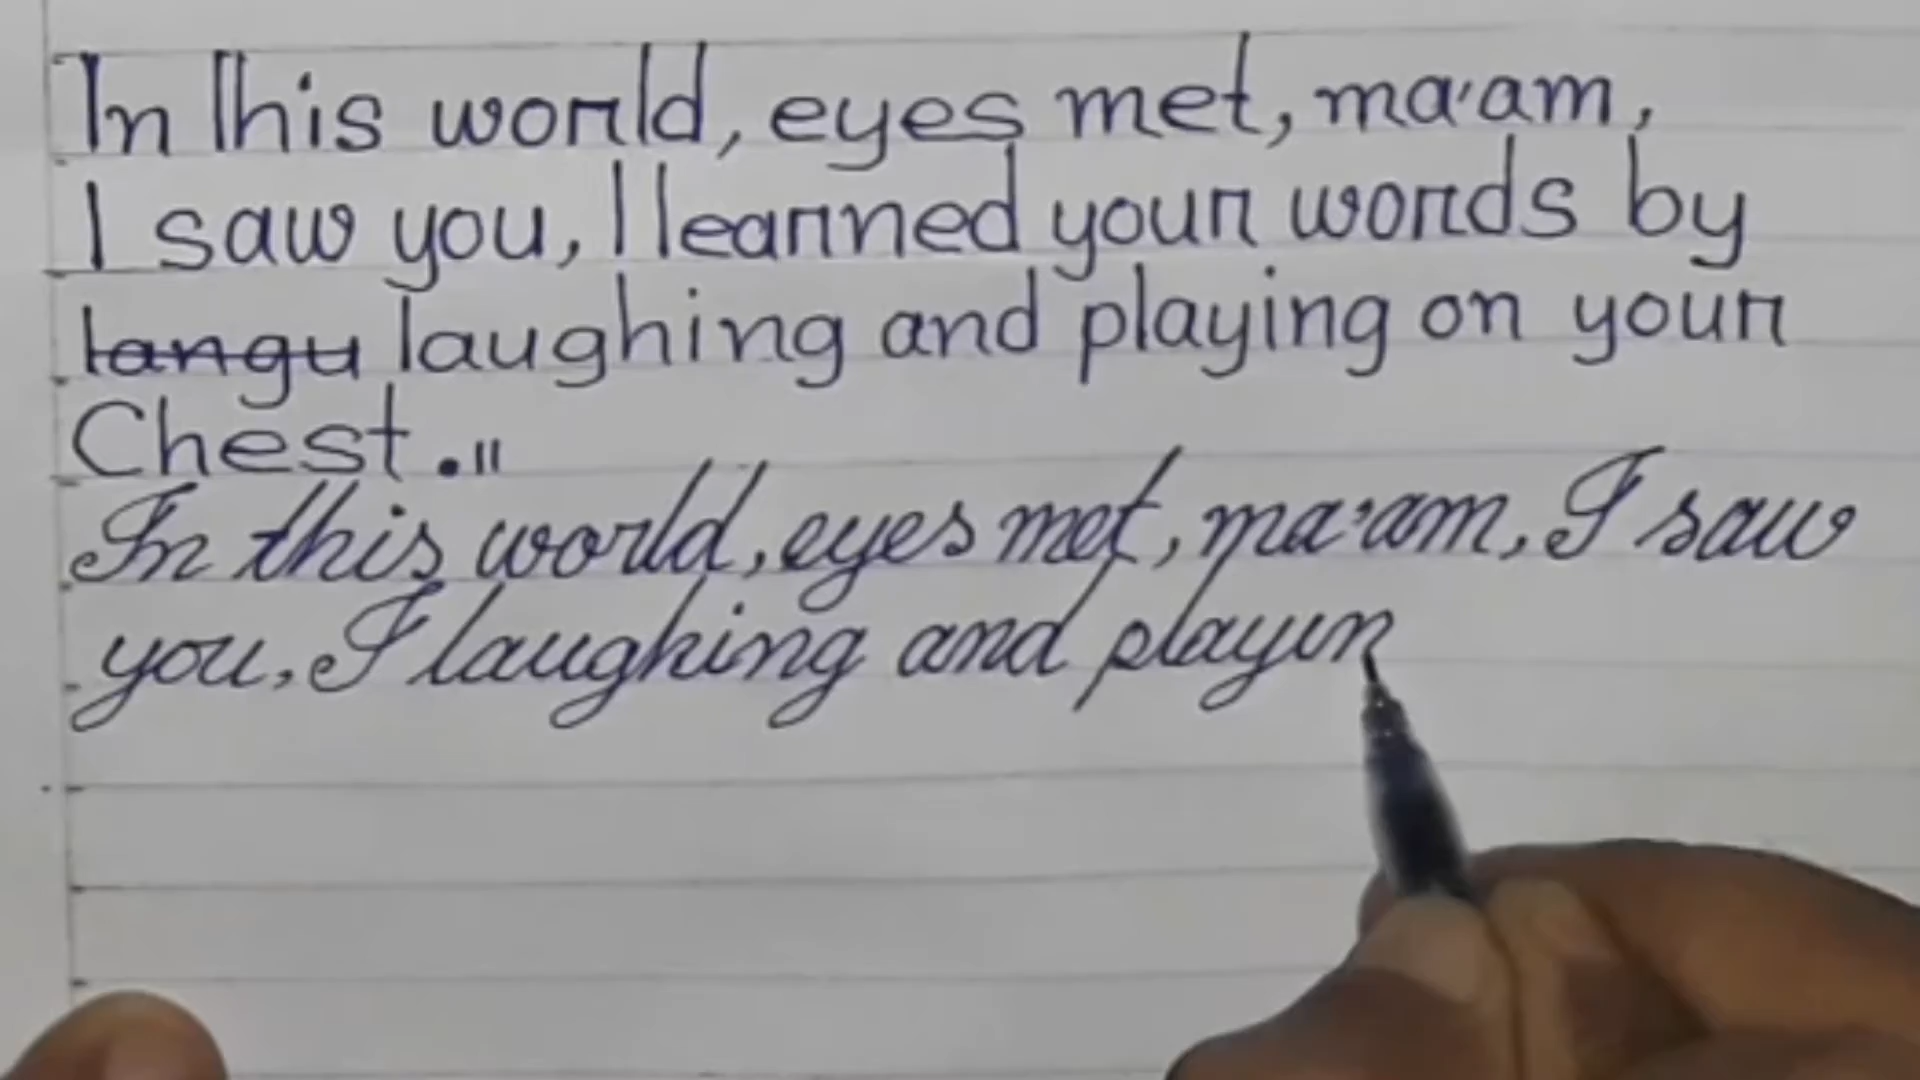 In this world, eyes met, ma'am,
I saw you, I learned your words by
langu laughing and playing on your
Chest.
In this world, eyes met, ma'am, I saw
you, I laughing and playin